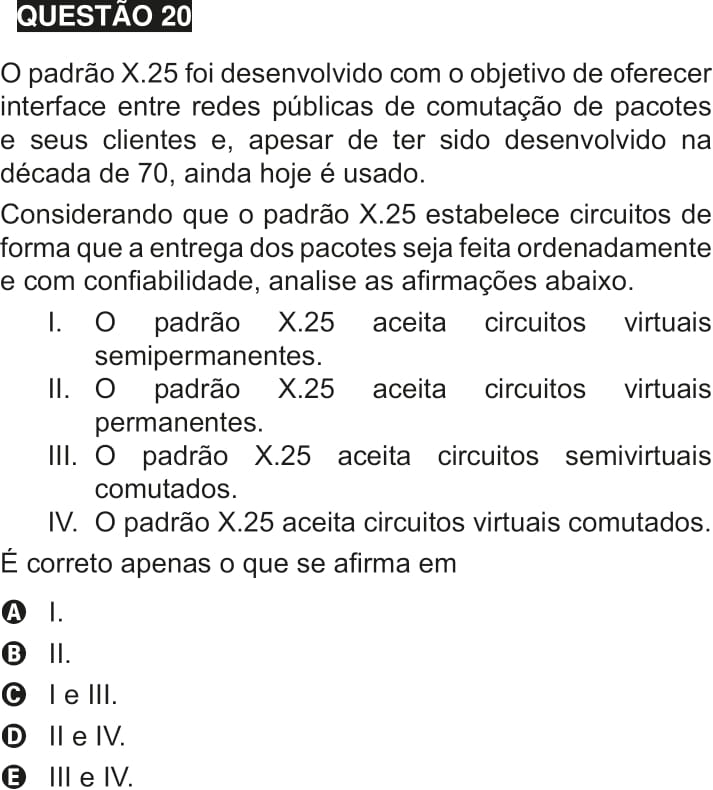 QUESTÃO 20
O padrão X.25 foi desenvolvido com o objetivo de oferecer
interface entre redes públicas de comutação de pacotes
e seus clientes e, apesar de ter sido desenvolvido na
década de 70, ainda hoje é usado.
Considerando que o padrão X.25 estabelece circuitos de
forma que a entrega dos pacotes seja feita ordenadamente
e com confiabilidade, analise as afirmações abaixo.
I. O padrão X.25 aceita circuitos virtuais
semipermanentes.
II. O padrão X.25 aceita circuitos virtuais
permanentes.
III. O padrão X.25 aceita circuitos semivirtuais
comutados.
IV. O padrão X.25 aceita circuitos virtuais comutados.
É correto apenas o que se afirma em
A I.
B II.
C I e III.
D II e IV.
E III e IV.